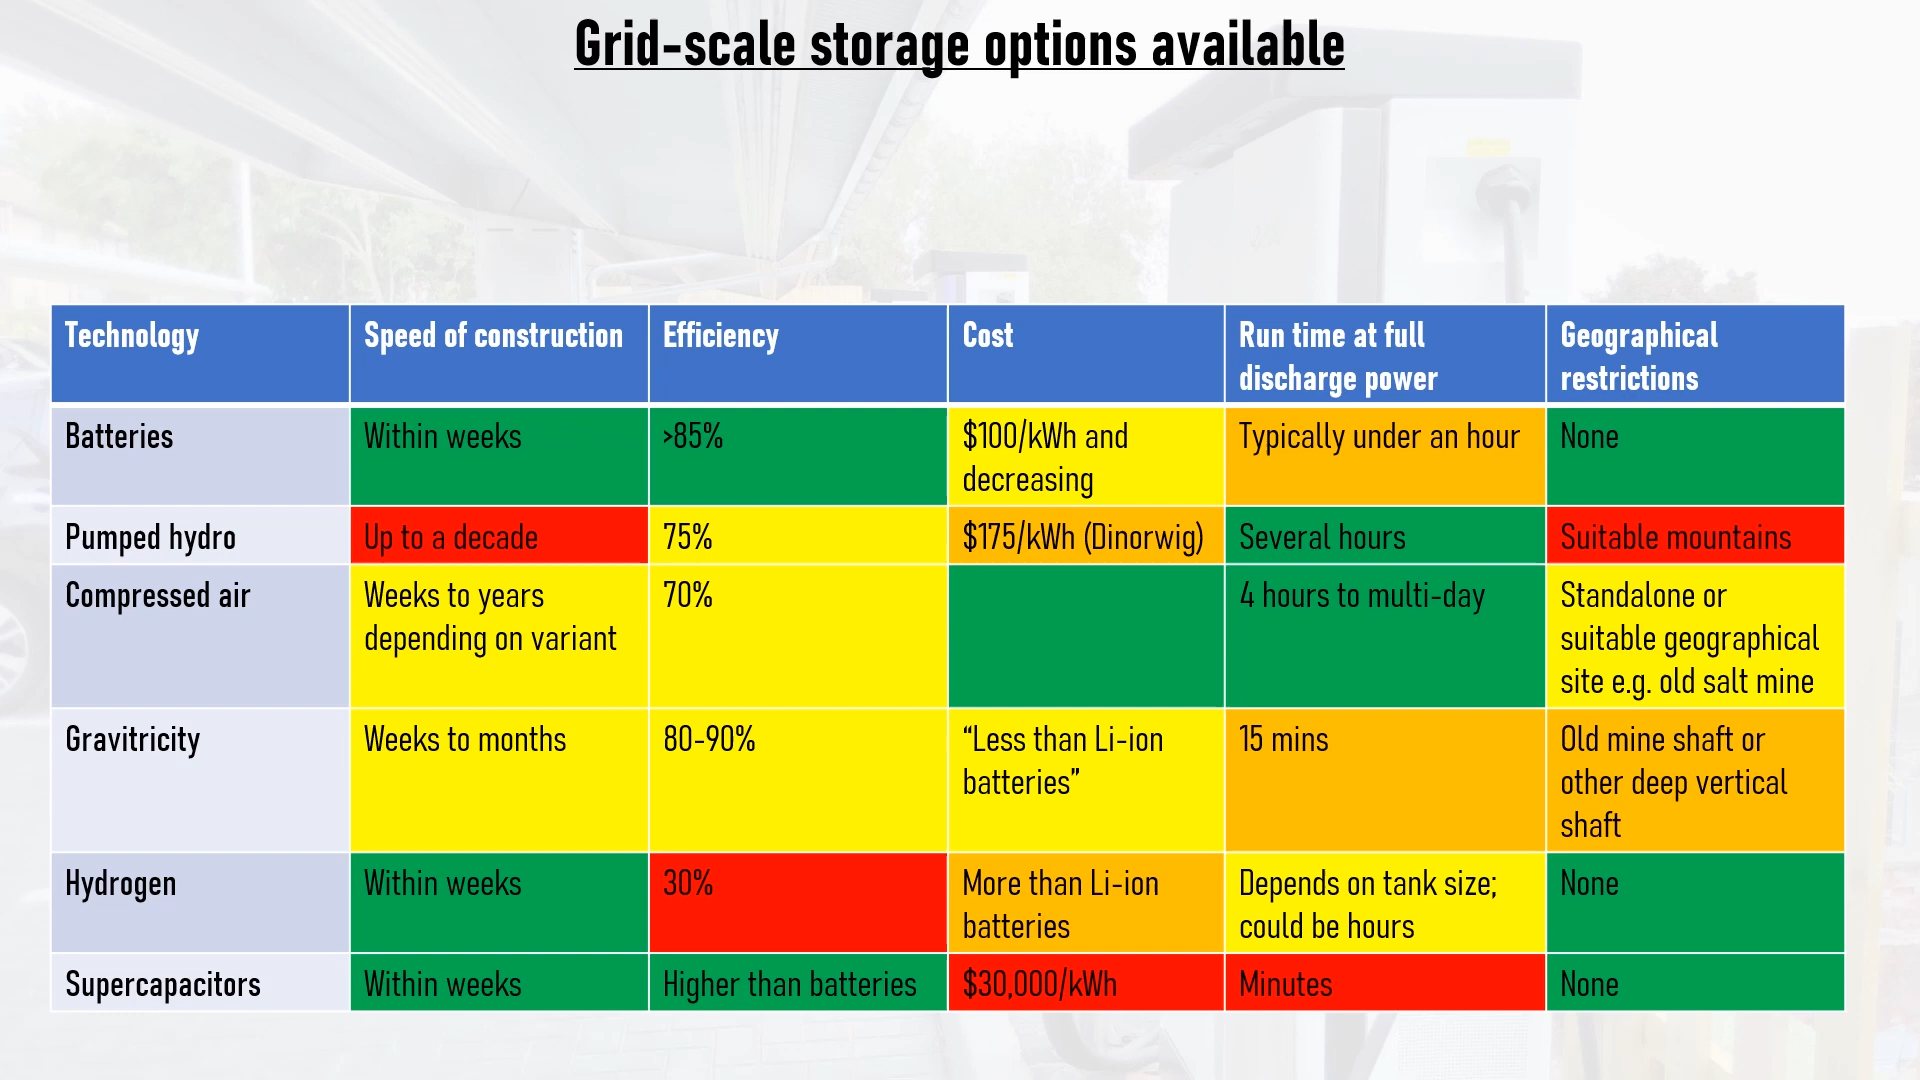 Grid-scale storage options available
Technology
Speed of construction
Efficiency
Cost
Run time at full
discharge power
Geographical
restrictions
Batteries
Within weeks
>85%
$100/kWh and
decreasing
Typically under an hour
None
Pumped hydro
Up to a decade
75%
$175/kWh (Dinorwig)
Several hours
Suitable mountains
Compressed air
Weeks to years
depending on variant
70%
4 hours to multi-day
Standalone or
suitable geographical
site e.g. old salt mine
Gravitricity
Weeks to months
80-90%
“Less than Li-ion
batteries”
15 mins
Old mine shaft or
other deep vertical
shaft
Hydrogen
Within weeks
30%
More than Li-ion
batteries
Depends on tank size;
could be hours
None
Supercapacitors
Within weeks
Higher than batteries
$30,000/kWh
Minutes
None